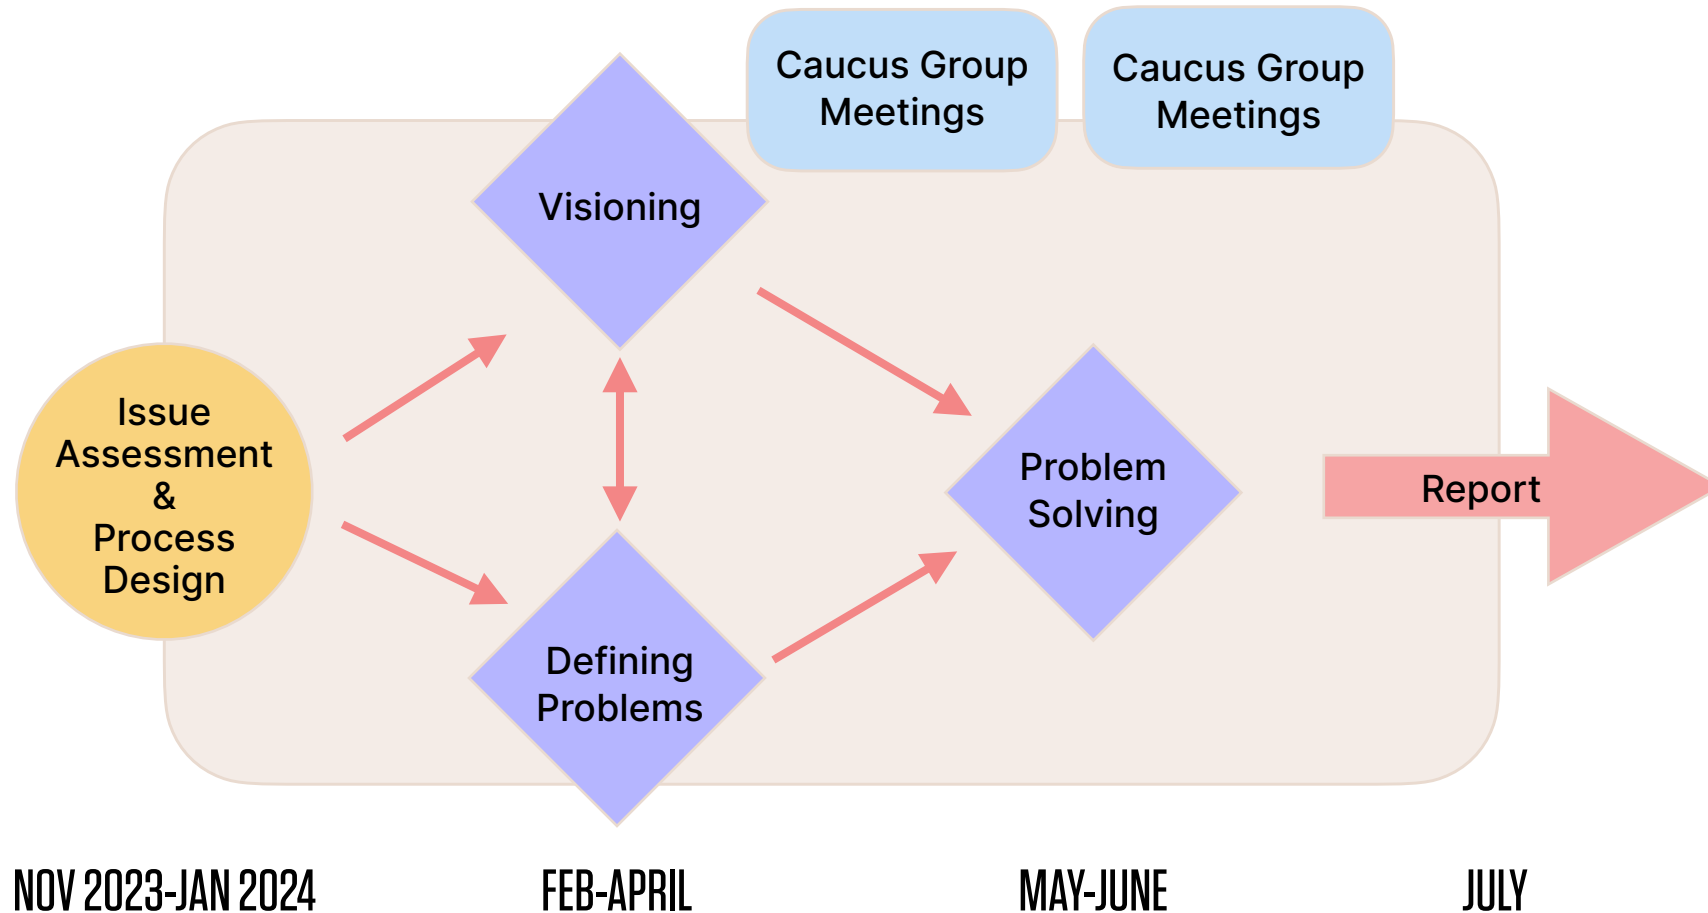 Caucus Group
Meetings
Caucus Group
Meetings
Visioning
Issue
Assessment
&
Process
Design
Problem
Solving
Report
Defining
Problems
NOV 2023-JAN 2024
FEB-APRIL
MAY-JUNE
JULY